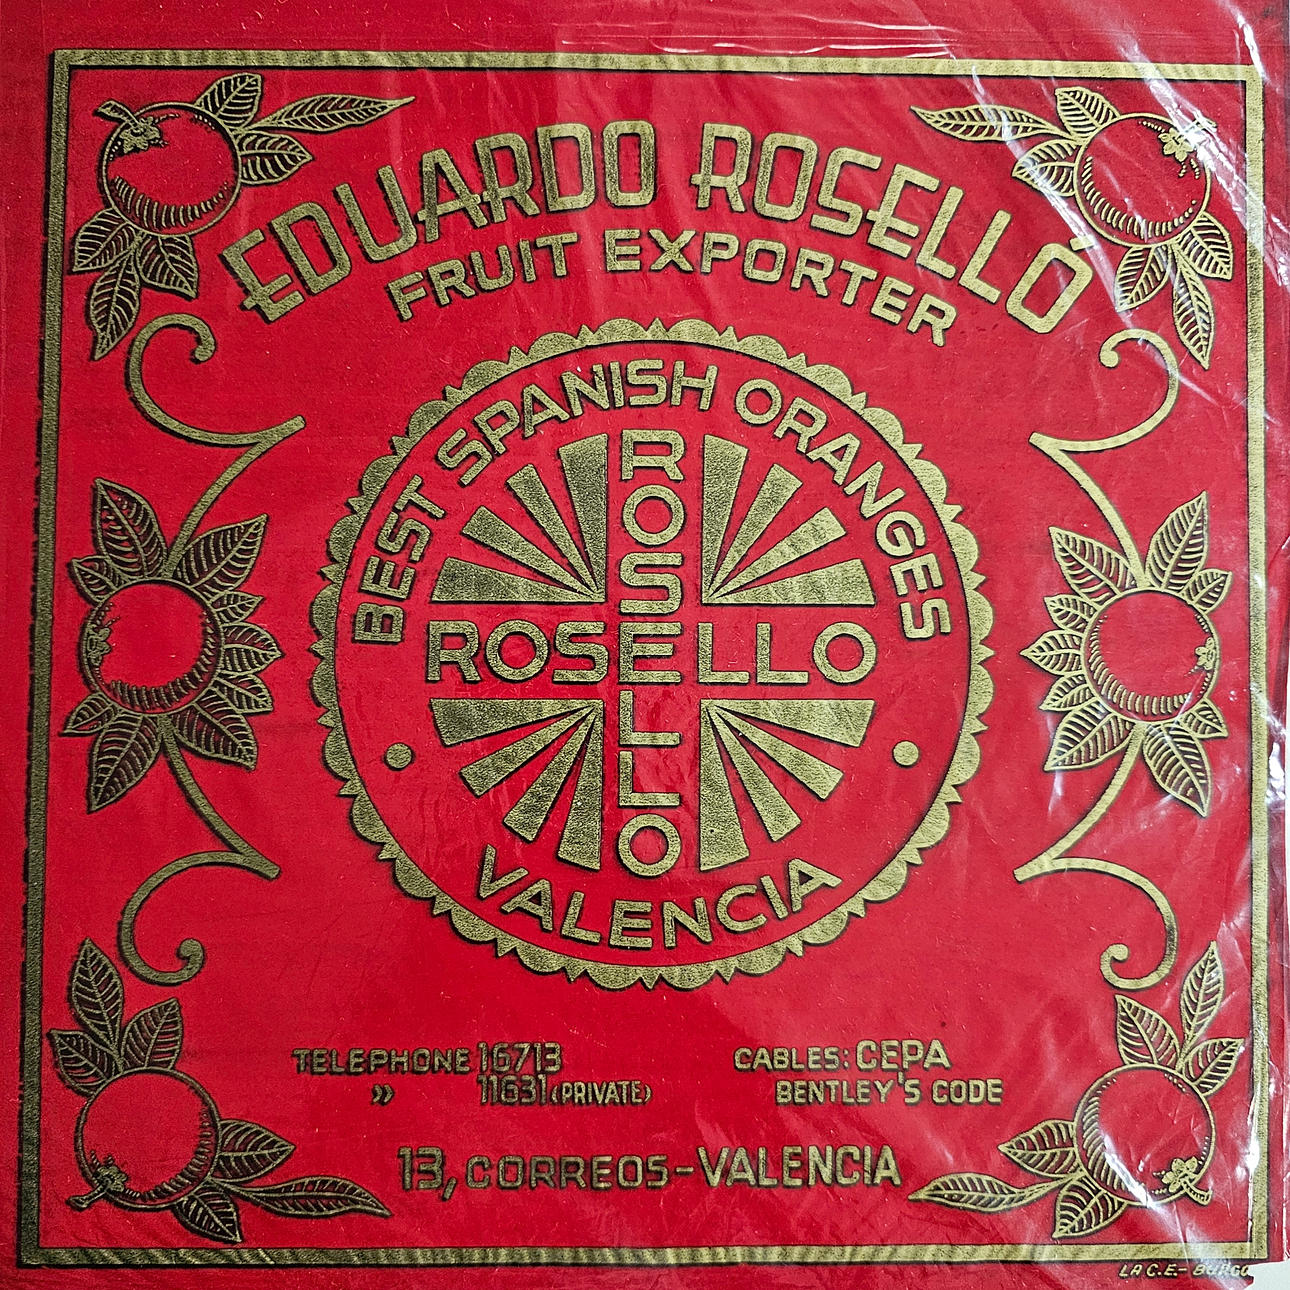 EDUARDO ROSELLÓ
FRUIT EXPORTER
BEST SPANISH ORANGES
ROSELLO
ROSELLO
VALENCIA
TELEPHONE 16713
» 11631 (PRIVATE)
CABLES: CEPA
BENTLEY'S CODE
13, CORREOS-VALENCIA
LA C.E.-